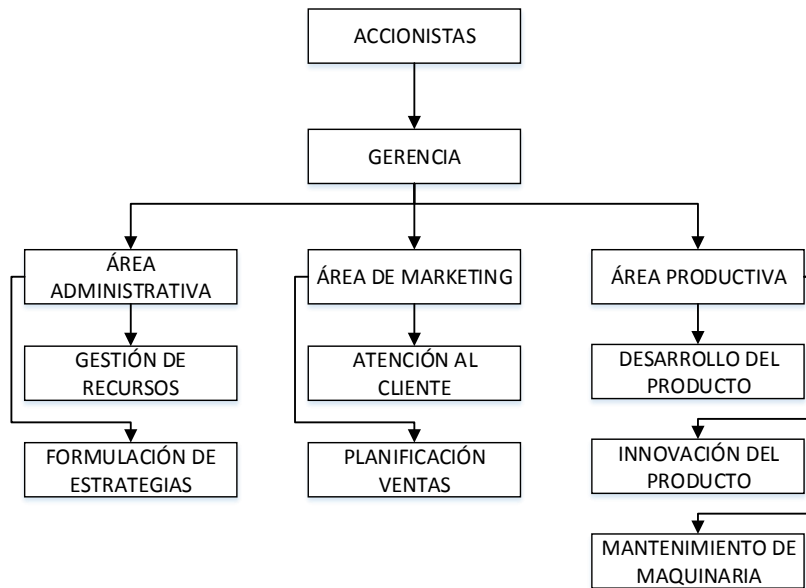 ACCIONISTAS
GERENCIA
ÁREA
ADMINISTRATIVA
ÁREA DE MARKETING
ÁREA PRODUCTIVA
GESTIÓN DE
RECURSOS
ATENCIÓN AL
CLIENTE
DESARROLLO DEL
PRODUCTO
FORMULACIÓN DE
ESTRATEGIAS
PLANIFICACIÓN
VENTAS
INNOVACIÓN DEL
PRODUCTO
MANTENIMIENTO DE
MAQUINARIA